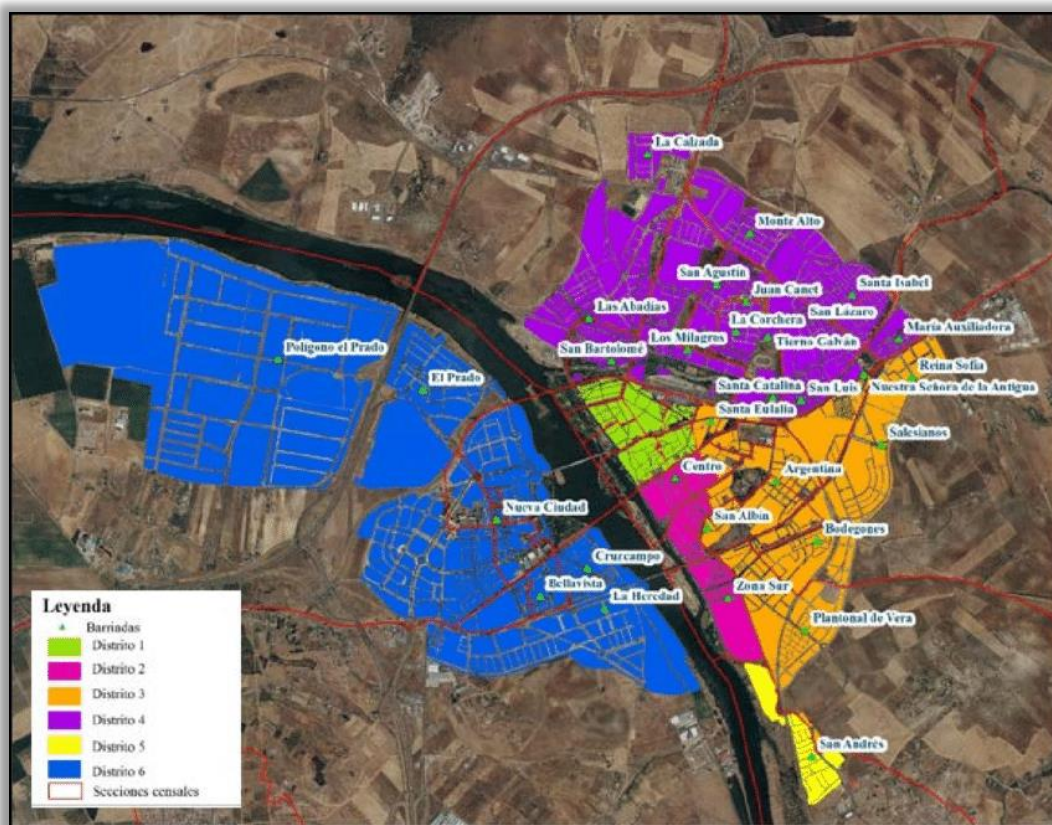 La Calzada
Monte Alto
San Agustín
Juan Canet
Santa Isabel
Las Abadías
La Corchera
San Lázaro
María Auxiliadora
San Bartolomé
Los Milagros
Tierno Galván
Polígono el Prado
Reina Sofía
El Prado
Santa Catalina
San Luis
Nuestra Señora de la Antigua
Santa Eulalia
Salesianos
Centro
Argentina
Nueva Ciudad
San Albín
Bodegones
Cruzcampo
Bellavista
La Heredad
Zona Sur
Plantonal de Vera
San Andrés
Leyenda
Barriadas
Distrito 1
Distrito 2
Distrito 3
Distrito 4
Distrito 5
Distrito 6
Secciones censales